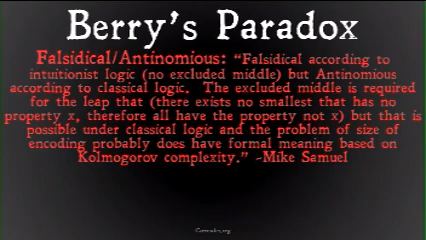 Berry's Paradox
Falsidical/Antinomious: "Falsidical according to
intuitionist logic (no excluded middle) but Antinomious
according to classical logic. The excluded middle is required
for the leap that (there exists no smallest that has no
property x, therefore all have the property not x) but that is
possible under classical logic and the problem of size of
encoding probably does have formal meaning based on
Kolmogorov complexity." -Mike Samuel